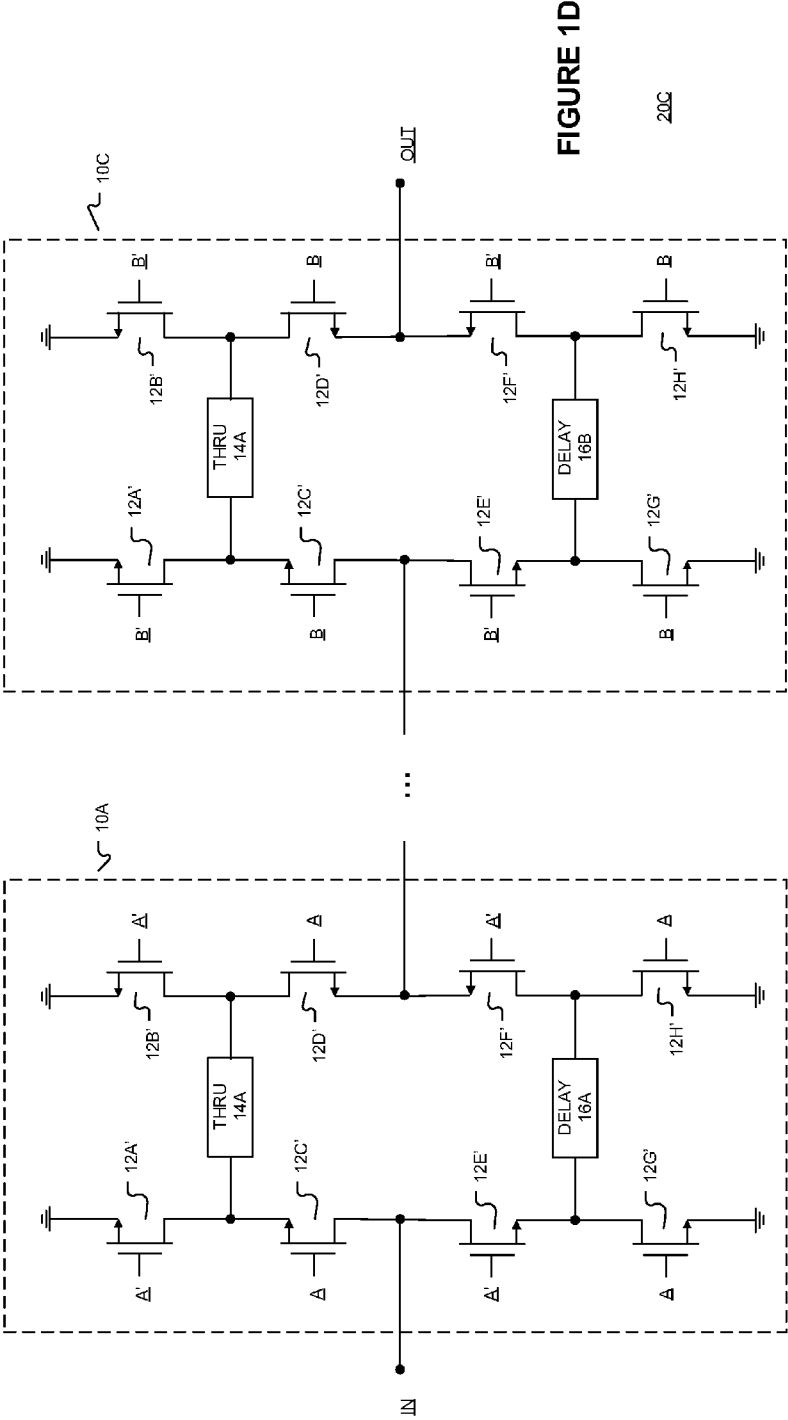 FIGURE 1D
20C
10C
B'
B
B'
B
12B'
12D'
12F'
12H'
OUT
THRU
14A
DELAY
16B
12A'
12C'
12E'
12G'
B'
B
B'
B
...
10A
A'
A
A'
A
12B'
12D'
12F'
12H'
THRU
14A
DELAY
16A
12A'
12C'
12E'
12G'
A'
A
A'
A
IN